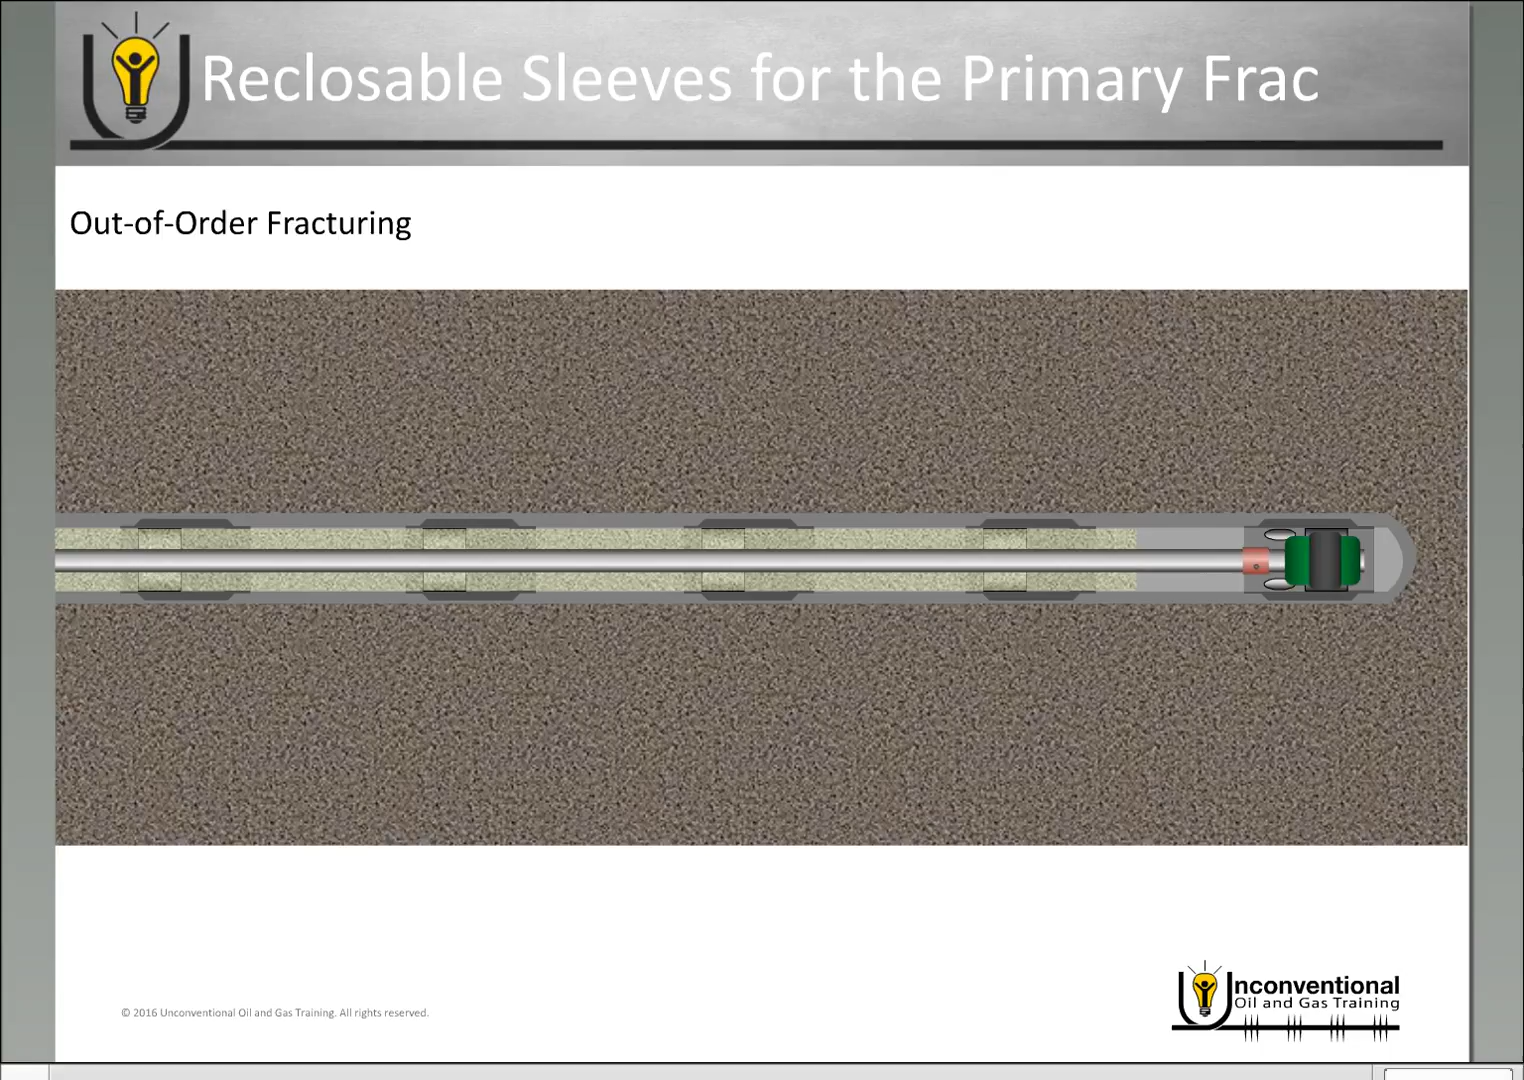 Reclosable Sleeves for the Primary Frac
Out-of-Order Fracturing
nconventional
Oil and Gas Training
© 2016 Unconventional Oil and Gas Training. All rights reserved.